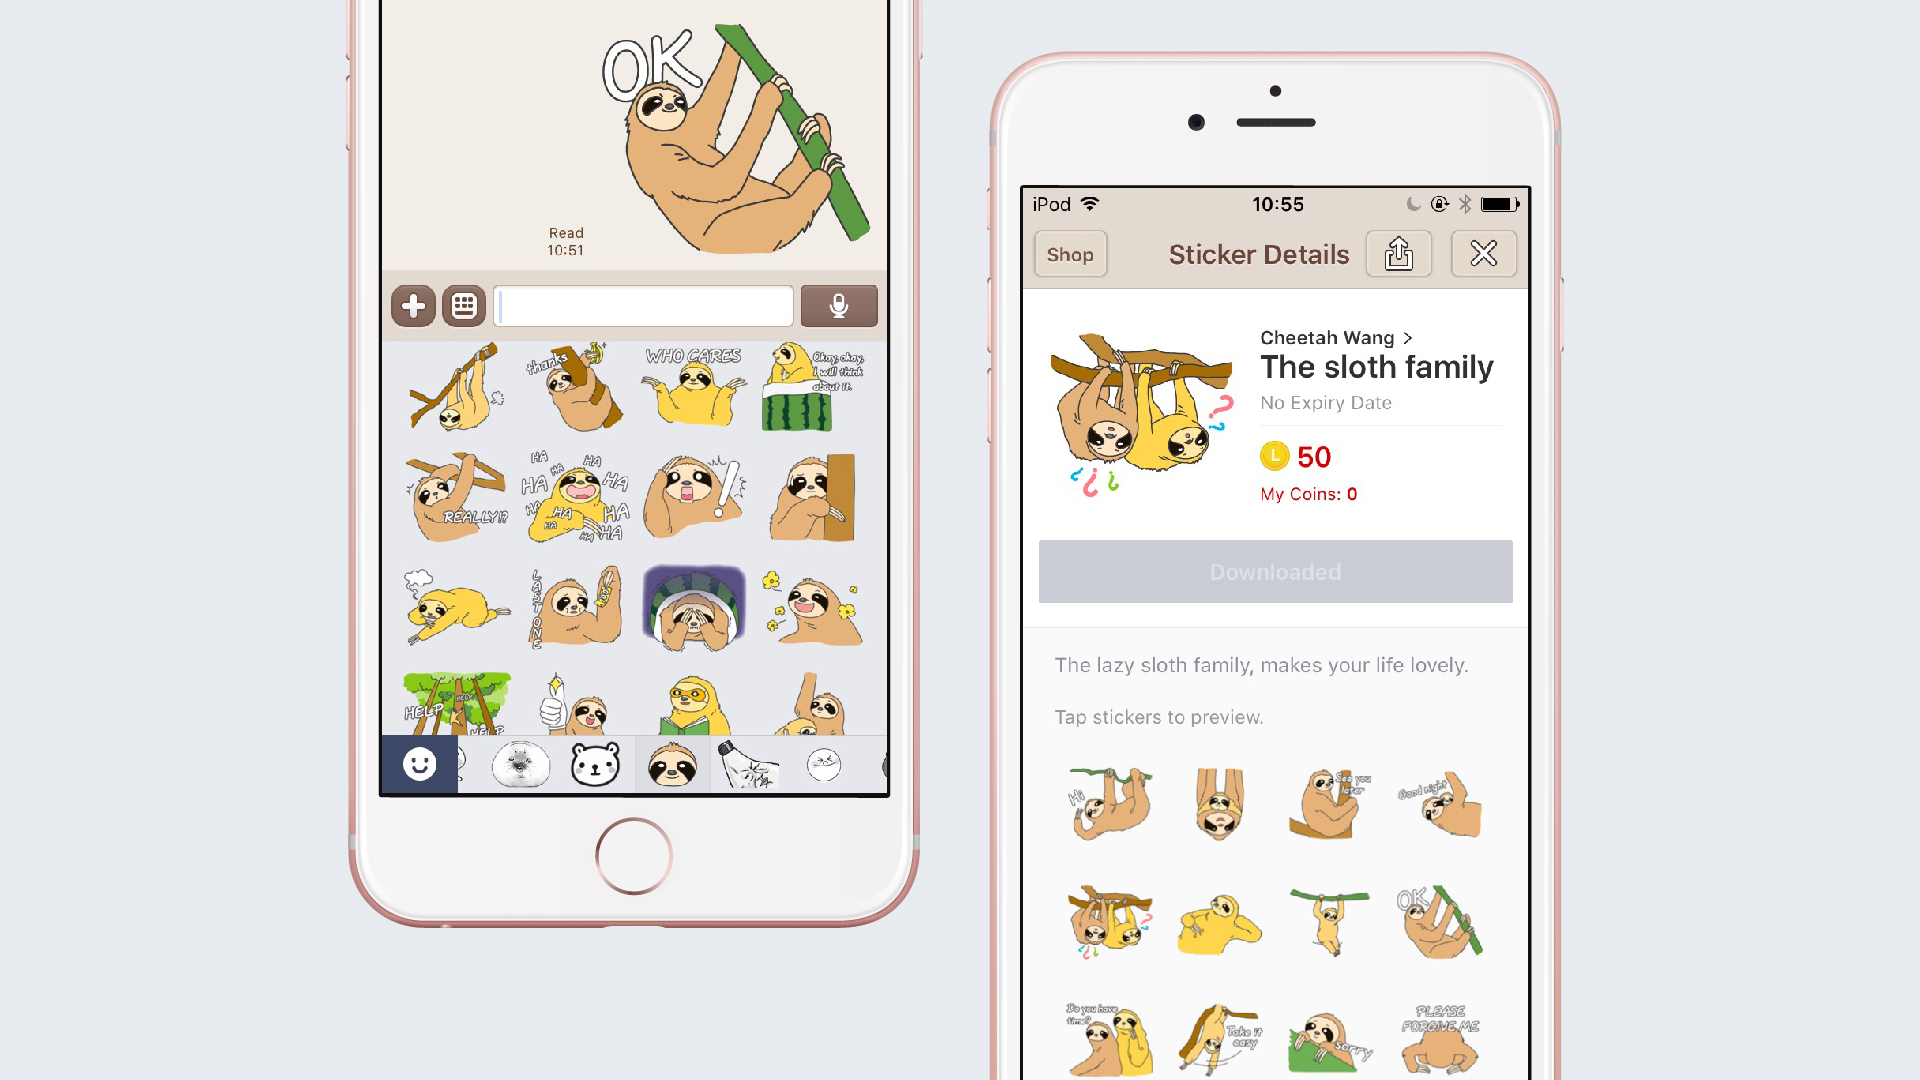 OK
Read
10:51
thanks
WHO CARES
Okay, okay,
I will think
about it.
REALLY!?
HA
HA
HA
HA
HA
HA
HA
HA
HA
HA
HA
HA
LAST ONE
HELP
HELP
HELP
iPod
10:55
Shop
Sticker Details
Cheetah Wang >
The sloth family
No Expiry Date
L
50
My Coins: 0
Downloaded
The lazy sloth family, makes your life lovely.
Tap stickers to preview.
Hi
See you
later
Good night
OK
Do you have
time?
Take it
easy
Sorry
PLEASE
FORGIVE ME